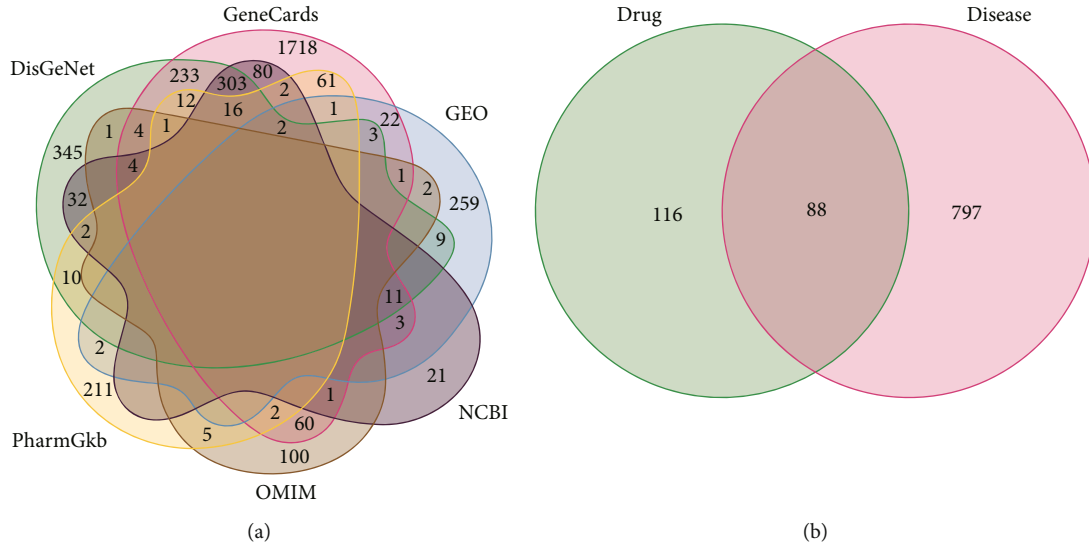 GeneCards
DisGeNet
1718
233 303 80 2 61
12 16 1 GEO
1 4 1 2 3 22
345 4 1 2
32 259
2 9
10 11
3
2
211 1 21
2 NCBI
5 60
PharmGkb
100
OMIM
(a)
Drug Disease
116 88 797
(b)